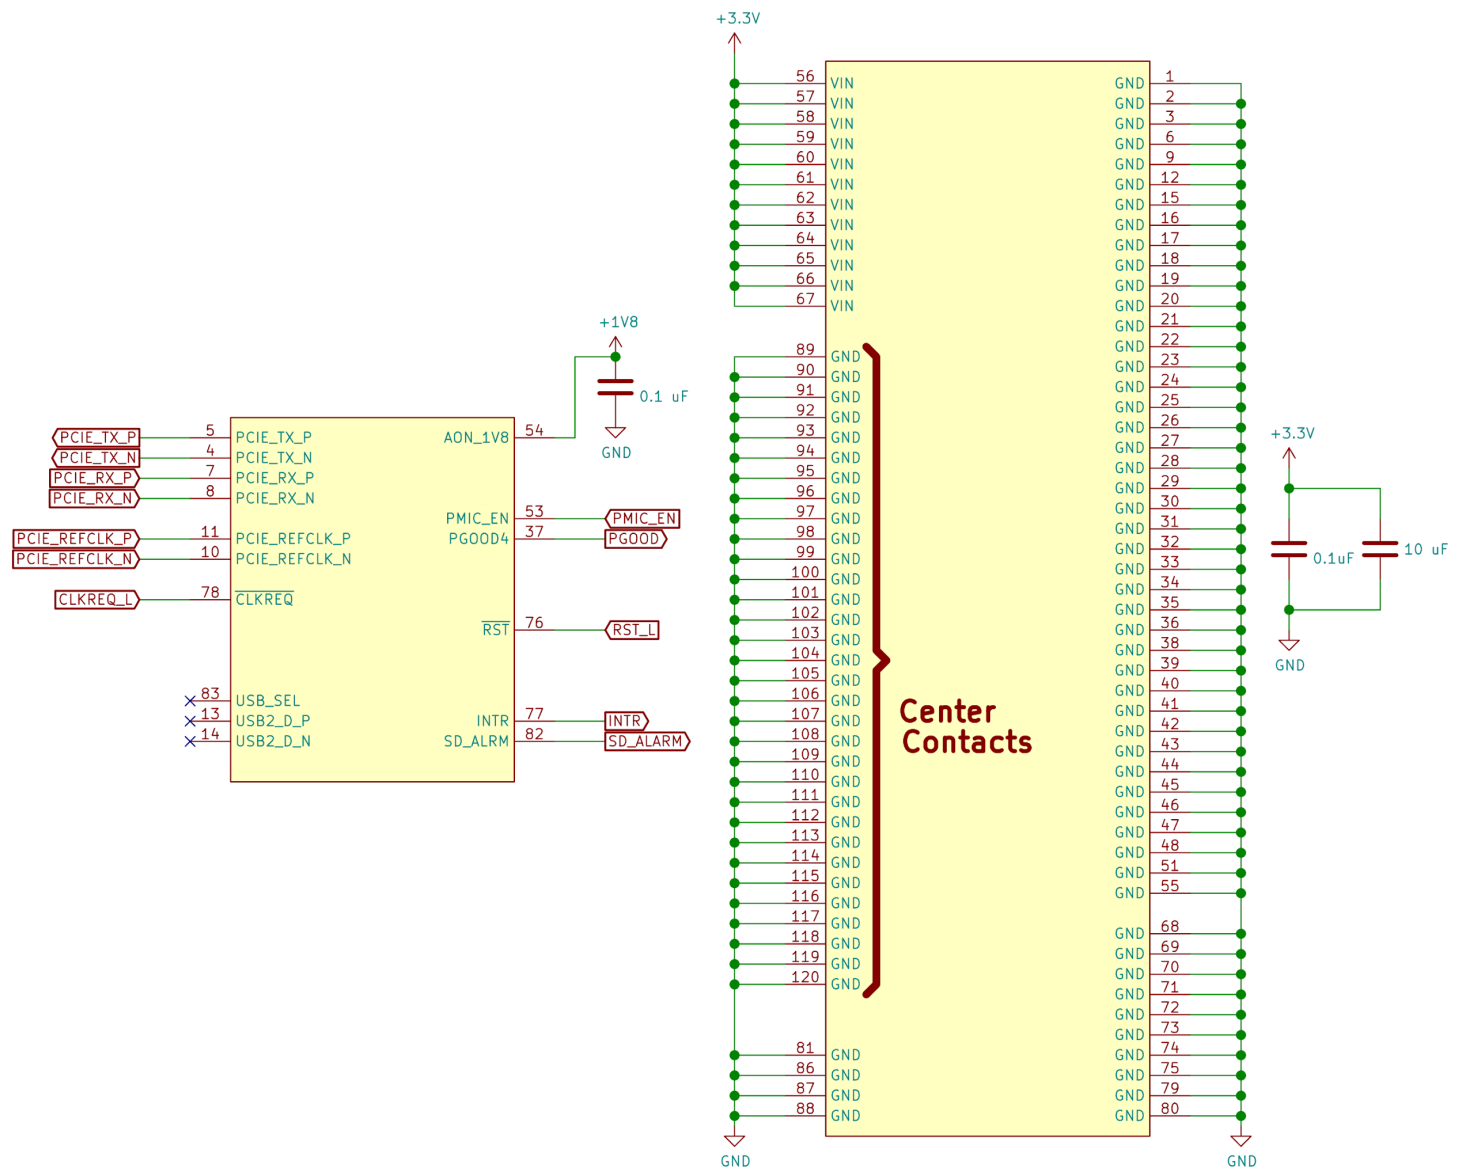 +3.3V
56 VIN GND 1
57 VIN GND 2
58 VIN GND 3
59 VIN GND 6
60 VIN GND 9
61 VIN GND 12
62 VIN GND 15
63 VIN GND 16
64 VIN GND 17
65 VIN GND 18
66 VIN GND 19
67 VIN GND 20
GND 21
89 GND GND 22
GND 23
90 GND GND 24
91 GND GND 25
92 GND GND 26
93 GND GND 27
94 GND GND 28
95 GND GND 29
96 GND GND 30
97 GND GND 31
98 GND GND 32
99 GND GND 33
100 GND GND 34
101 GND GND 35
102 GND GND 36
103 GND GND 38
104 GND GND 39
105 GND GND 40
106 GND GND 41
107 GND GND 42
108 GND GND 43
109 GND GND 44
110 GND GND 45
111 GND GND 46
112 GND GND 47
113 GND GND 48
114 GND GND 51
115 GND GND 55
116 GND
117 GND GND 68
118 GND GND 69
119 GND GND 70
120 GND GND 71
GND 72
GND 73
81 GND GND 74
86 GND GND 75
87 GND GND 79
88 GND GND 80
GND
GND
Center
Contacts
+1V8
0.1 uF
GND
PCIE_TX_P 5 PCIE_TX_P AON_1V8 54
PCIE_TX_N 4 PCIE_TX_N
PCIE_RX_P 7 PCIE_RX_P
PCIE_RX_N 8 PCIE_RX_N
PMIC_EN 53 PMIC_EN
PCIE_REFCLK_P 11 PCIE_REFCLK_P PGOOD4 37 PGOOD
PCIE_REFCLK_N 10 PCIE_REFCLK_N
CLKREQ_L 78 CLKREQ
RST 76 RST_L
83 USB_SEL
13 USB2_D_P INTR 77 INTR
14 USB2_D_N SD_ALRM 82 SD_ALARM
+3.3V
0.1uF
10 uF
GND